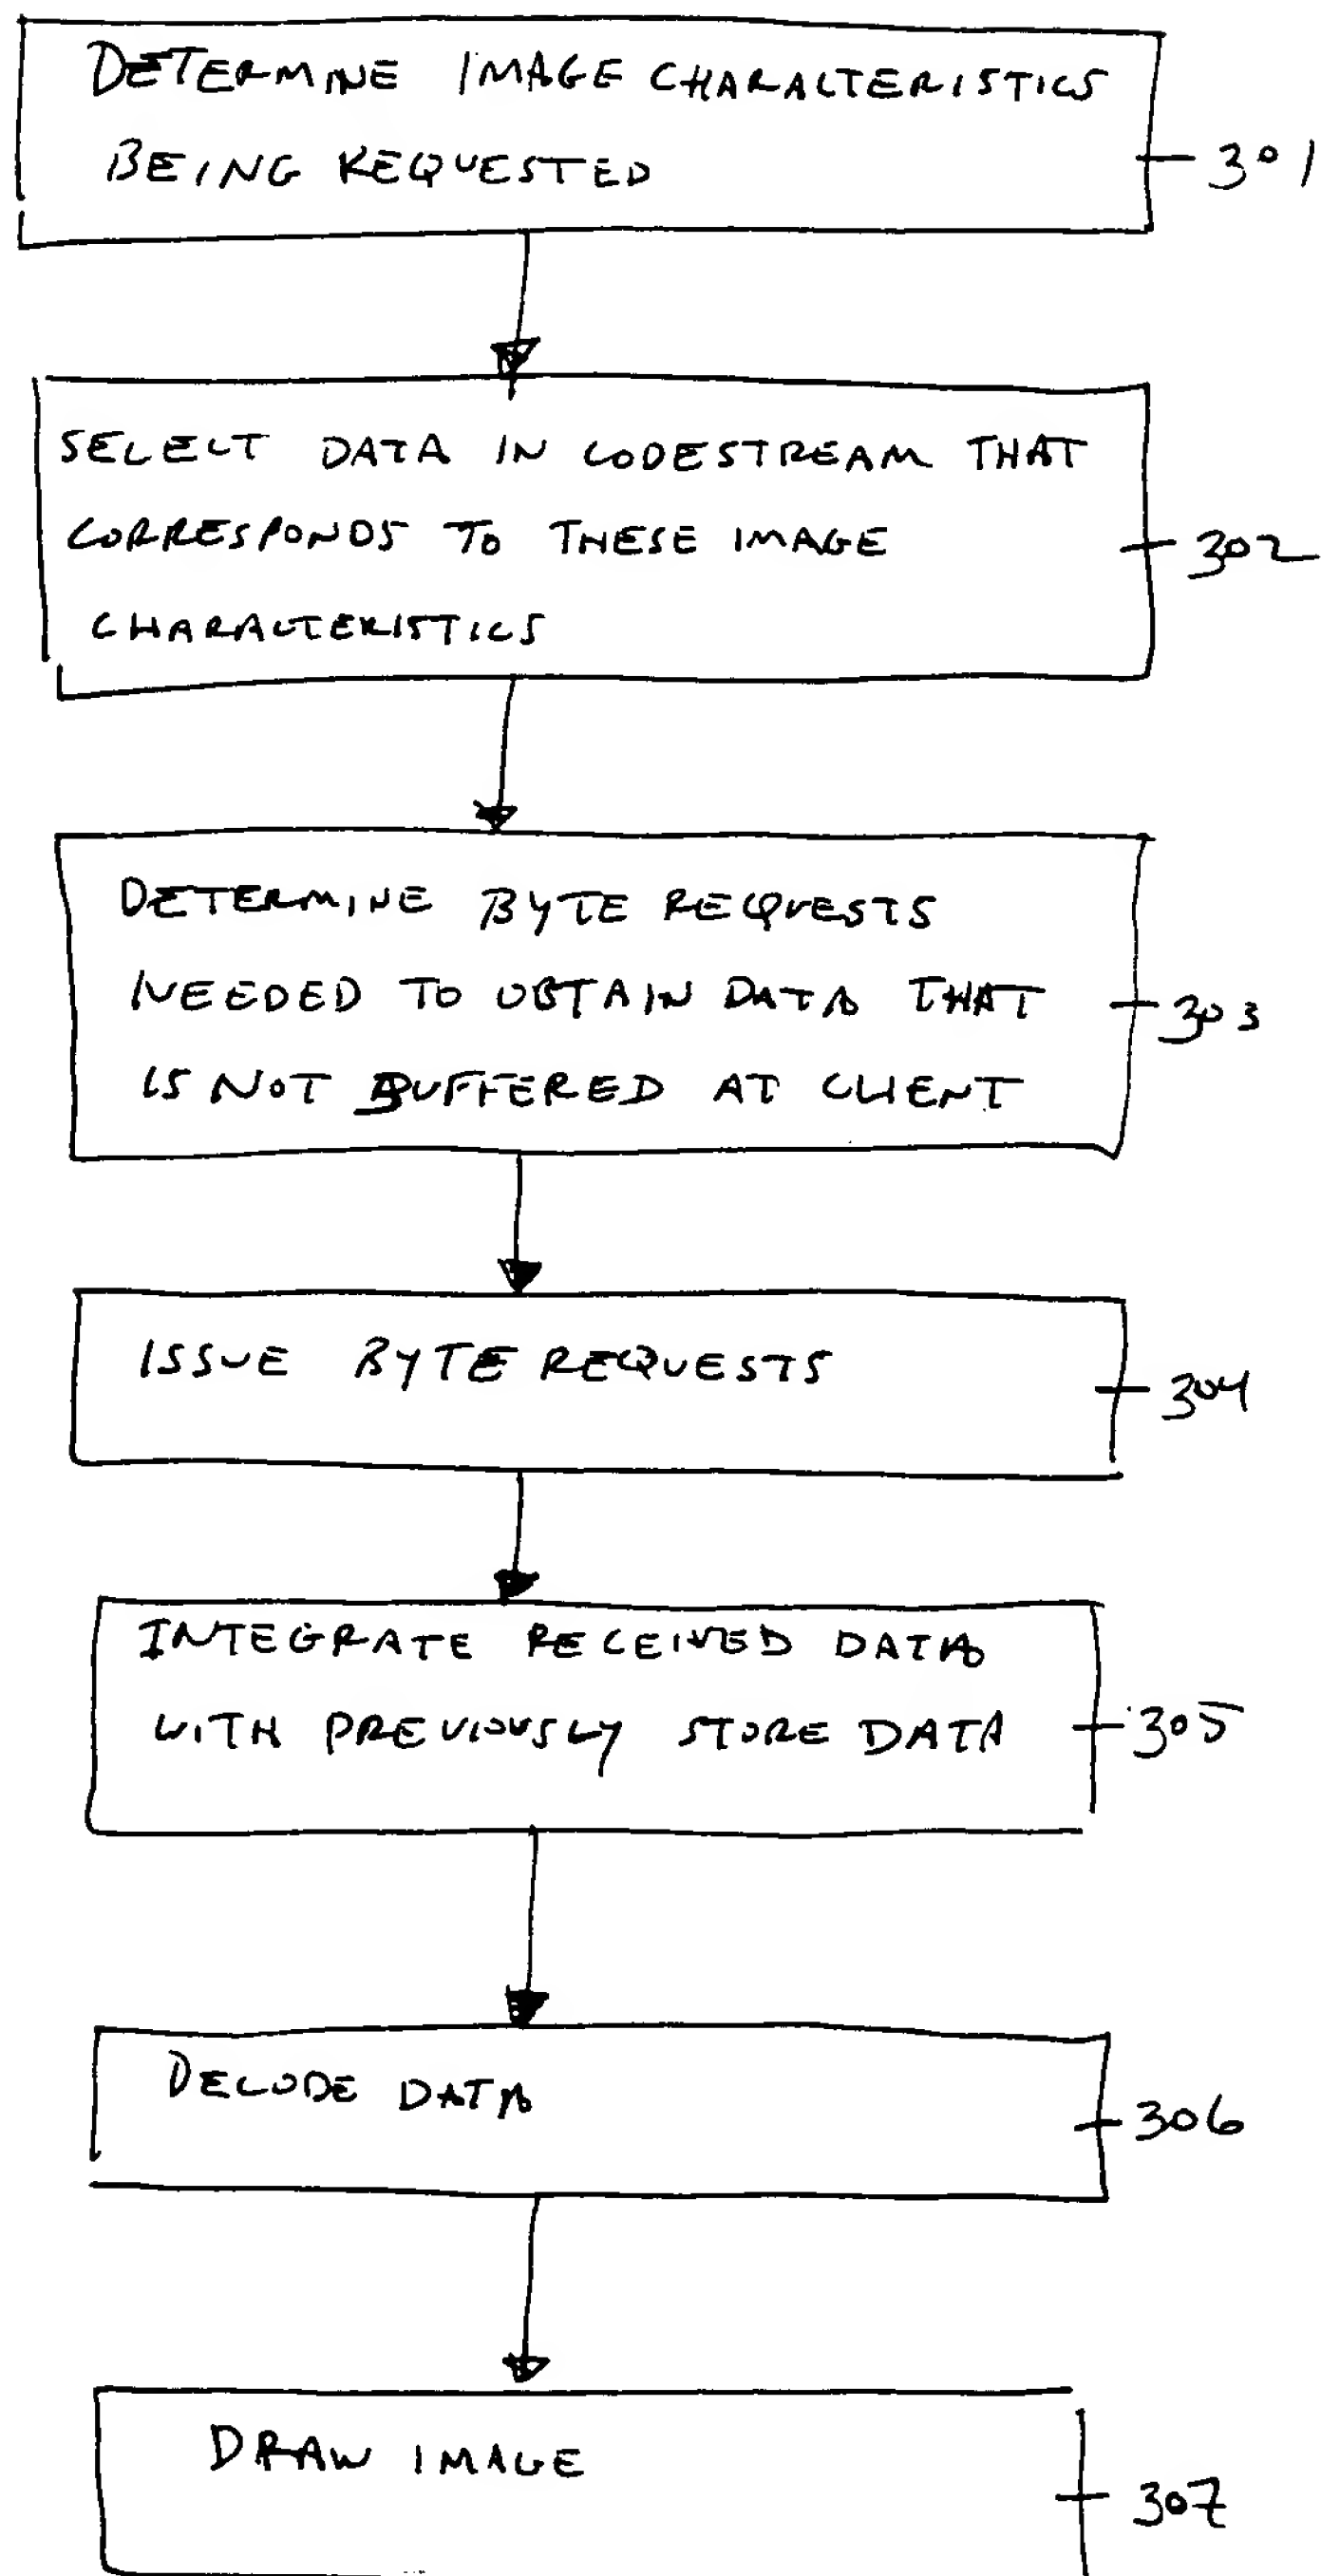 DETERMINE IMAGE CHARACTERISTICS
BEING REQUESTED
301
SELECT DATA IN CODESTREAM THAT
CORRESPONDS TO THESE IMAGE
CHARACTERISTICS
302
DETERMINE BYTE REQUESTS
NEEDED TO OBTAIN DATA THAT
IS NOT BUFFERED AT CLIENT
303
ISSUE BYTE REQUESTS
304
INTEGRATE RECEIVED DATA
WITH PREVIOUSLY STORE DATA
305
DECODE DATA
306
DRAW IMAGE
307